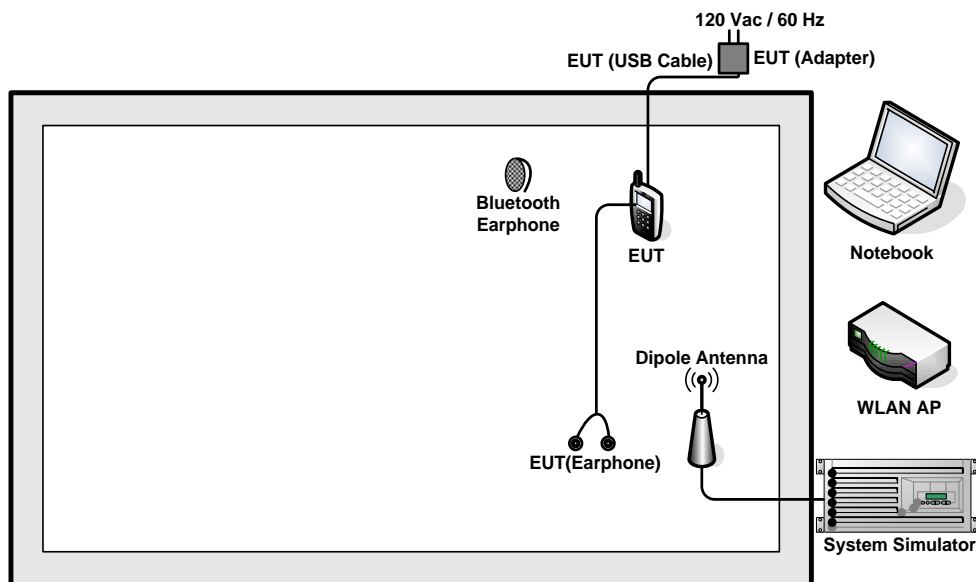 120 Vac / 60 Hz
EUT (USB Cable)
EUT (Adapter)
Bluetooth
Earphone
EUT
Notebook
Dipole Antenna
WLAN AP
EUT(Earphone)
System Simulator